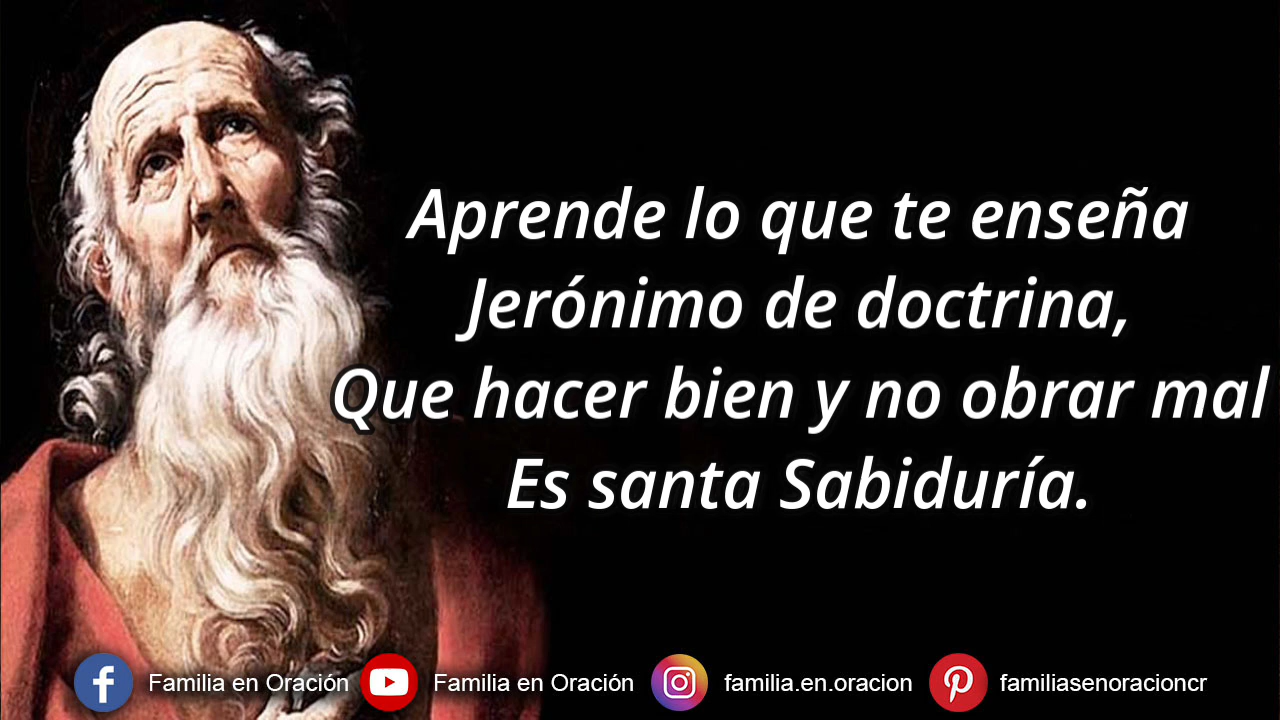 Aprende lo que te enseña
Jerónimo de doctrina,
Que hacer bien y no obrar mal
Es santa Sabiduría.
Familia en Oración Familia en Oración familia.en.oracion familiasenoracioncr